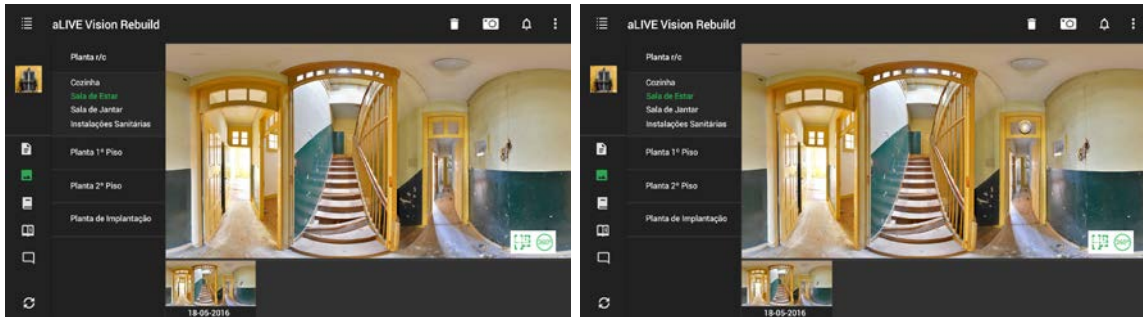 aLIVE Vision Rebuild
Planta r/c
Cozinha
Sala de Estar
Sala de Jantar
Instalações Sanitárias
Planta 1º Piso
Planta 2º Piso
Planta de Implantação
360º
18-05-2016
aLIVE Vision Rebuild
Planta r/c
Cozinha
Sala de Estar
Sala de Jantar
Instalações Sanitárias
Planta 1º Piso
Planta 2º Piso
Planta de Implantação
360º
18-05-2016